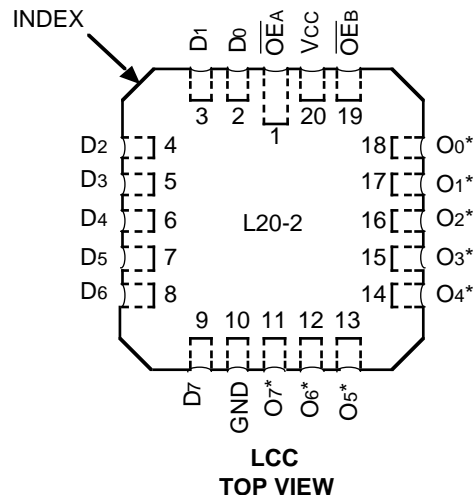 INDEX
D1 D0 OEA VCC OEB
3 2 1 20 19
D2 4 18 O0*
D3 5 17 O1*
D4 6 L20-2 16 O2*
D5 7 15 O3*
D6 8 14 O4*
9 10 11 12 13
D7 GND O7* O6* O5*
LCC
TOP VIEW